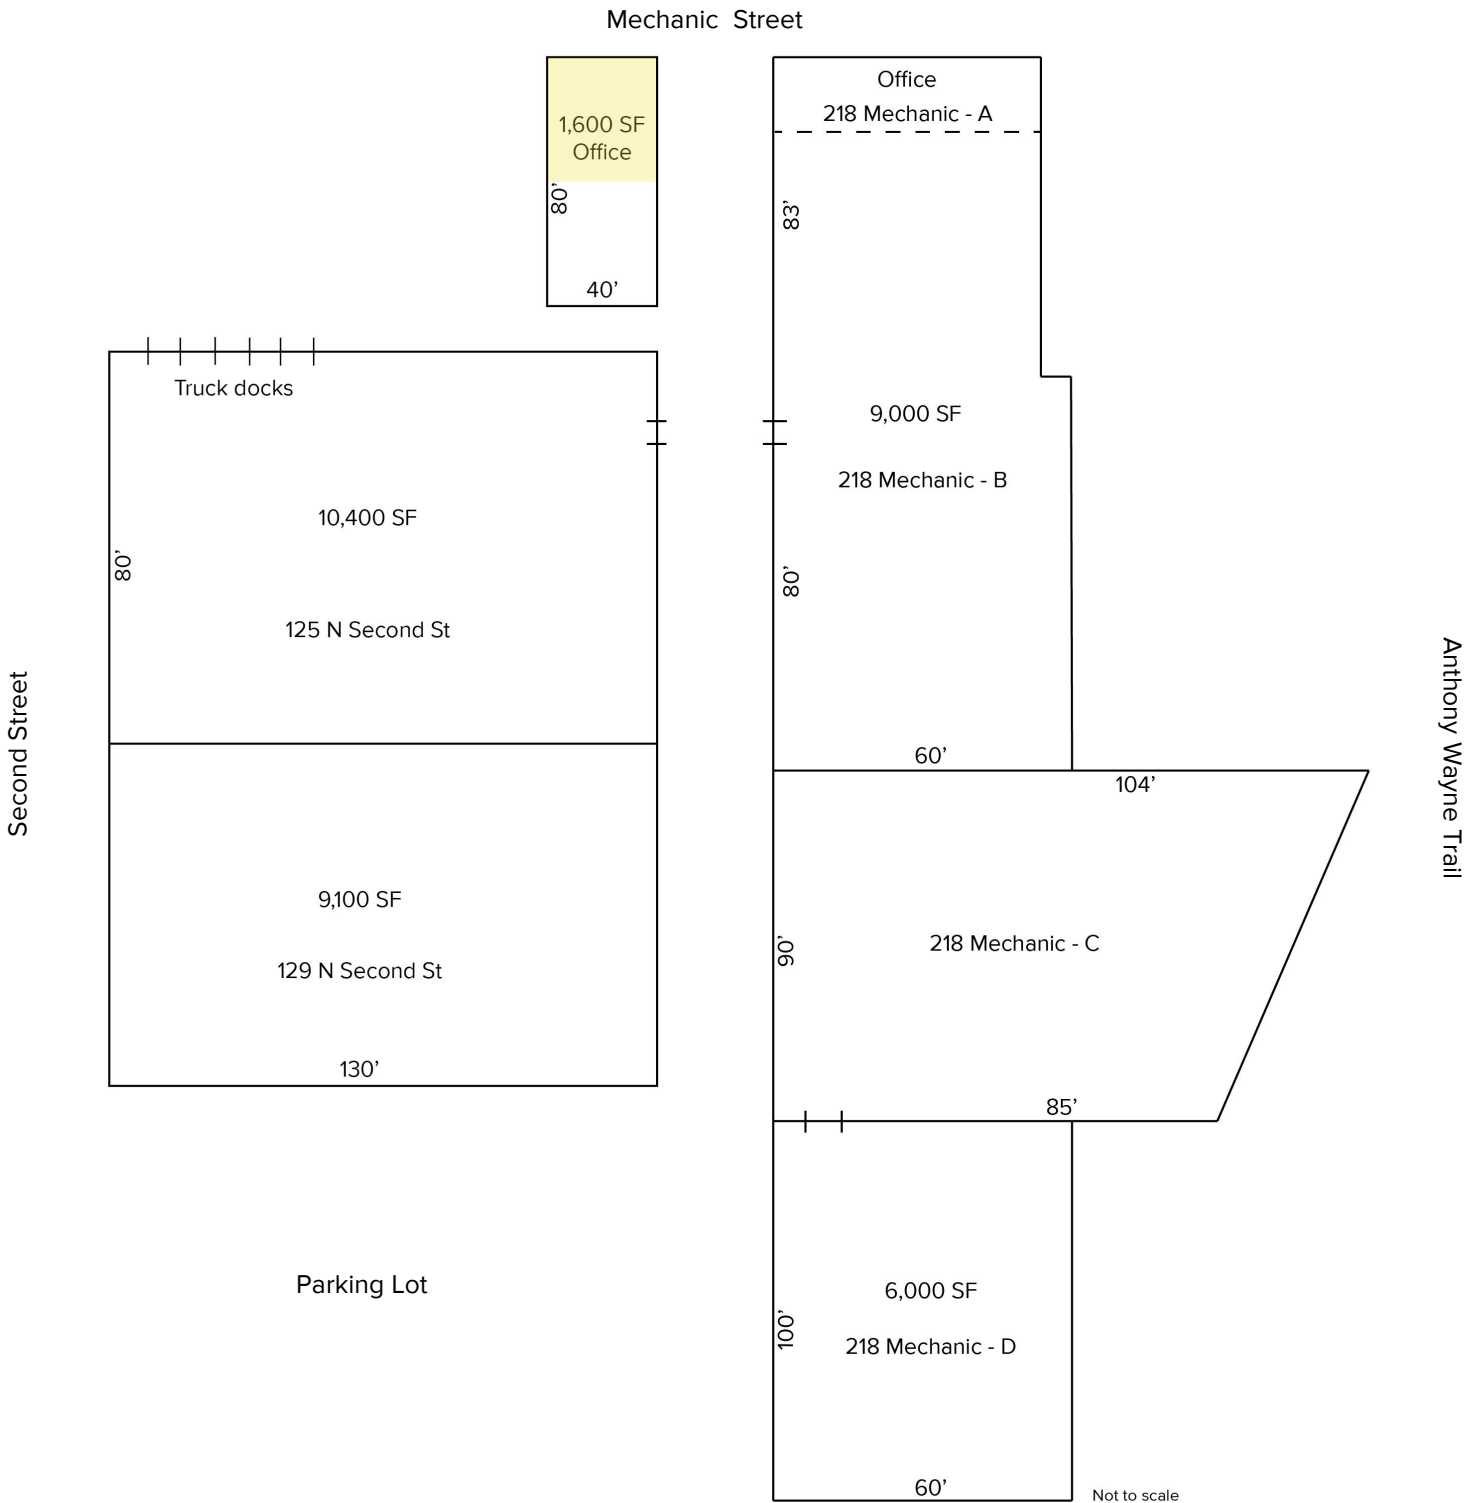 Mechanic Street
Office
218 Mechanic - A
1,600 SF
Office
80’
83’
40’
Truck docks
9,000 SF
218 Mechanic - B
10,400 SF
80’
80’
125 N Second St
Second Street
Anthony Wayne Trail
60’
104’
9,100 SF
218 Mechanic - C
90’
129 N Second St
130’
85’
Parking Lot
6,000 SF
100’
218 Mechanic - D
60’
Not to scale